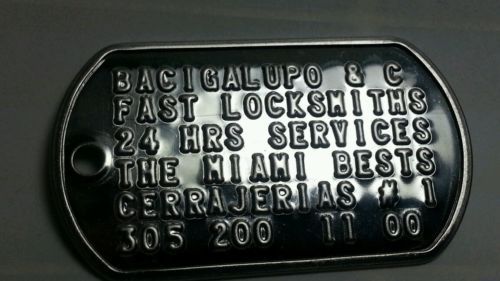 BACIGALUPO & C
FAST LOCKSMITHS
24 HRS SERVICES
THE MIAMI BESTS
CERRAJERIAS # 1
305 200 11 00